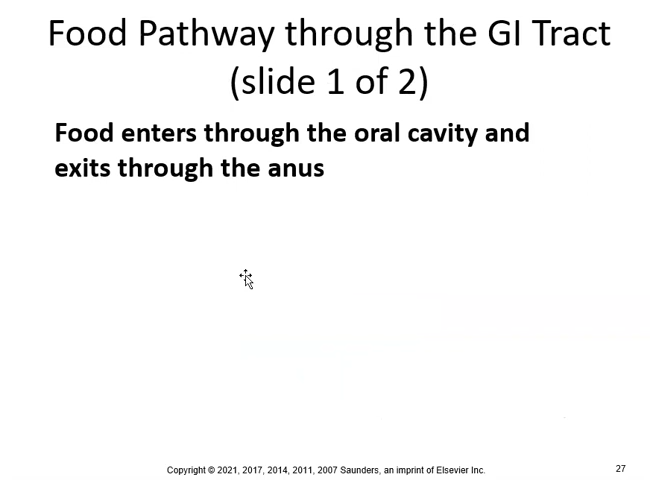 Food Pathway through the GI Tract
(slide 1 of 2)
Food enters through the oral cavity and
exits through the anus
Copyright © 2021, 2017, 2014, 2011, 2007 Saunders, an imprint of Elsevier Inc.
27